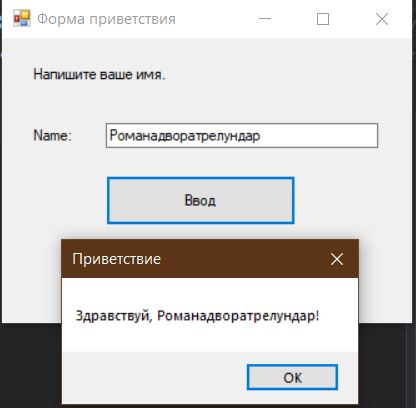 Форма приветствия
Напишите ваше имя.
Name: Романадворатрелундар
Ввод
Приветствие
Здравствуй, Романадворатрелундар!
OK